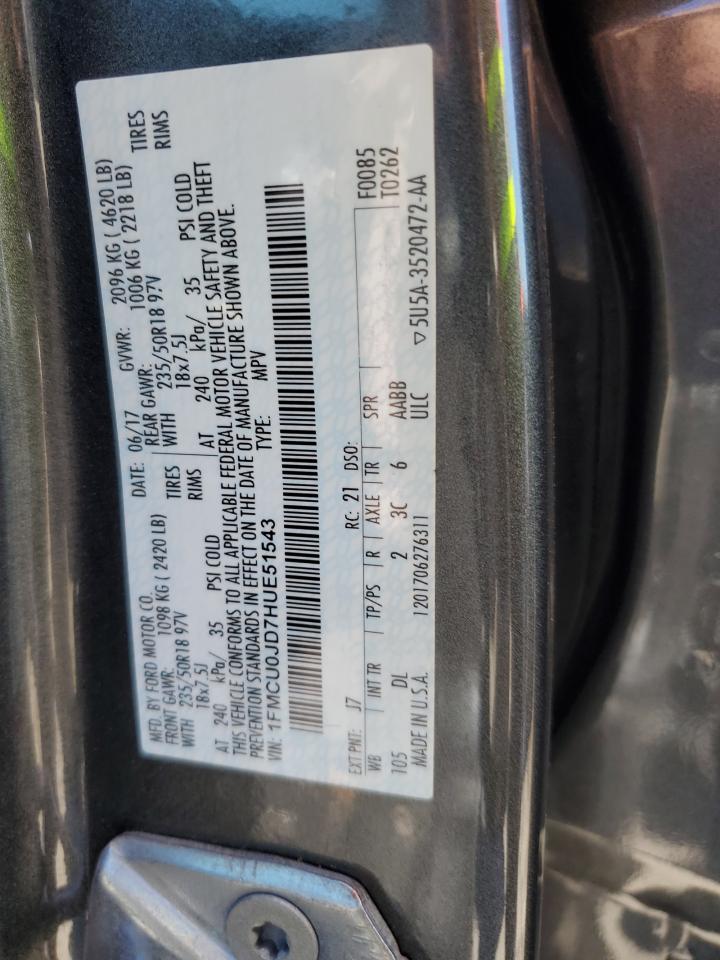 MFD. BY FORD MOTOR CO.
DATE: 06/17 GVWR: 2096 KG ( 4620 LB)
FRONT GAWR: 1098 KG ( 2420 LB) REAR GAWR: 1006 KG ( 2218 LB)
WITH 235/50R18 97V TIRES WITH 235/50R18 97V TIRES
18x7.5J RIMS 18x7.5J RIMS
AT 240 kPa/ 35 PSI COLD AT 240 kPa/ 35 PSI COLD
THIS VEHICLE CONFORMS TO ALL APPLICABLE FEDERAL MOTOR VEHICLE SAFETY AND THEFT
PREVENTION STANDARDS IN EFFECT ON THE DATE OF MANUFACTURE SHOWN ABOVE.
VIN: 1FMCU0JD7HUE51543 TYPE: MPV
EXT PNT: J7 RC: 21 DSO: F0085
WB INT TR TP/PS R AXLE TR SPR T0262
105 DL 2 3C 6 AABB
MADE IN U.S.A. 1201706276311 ULC ▽5U5A-3520472-AA